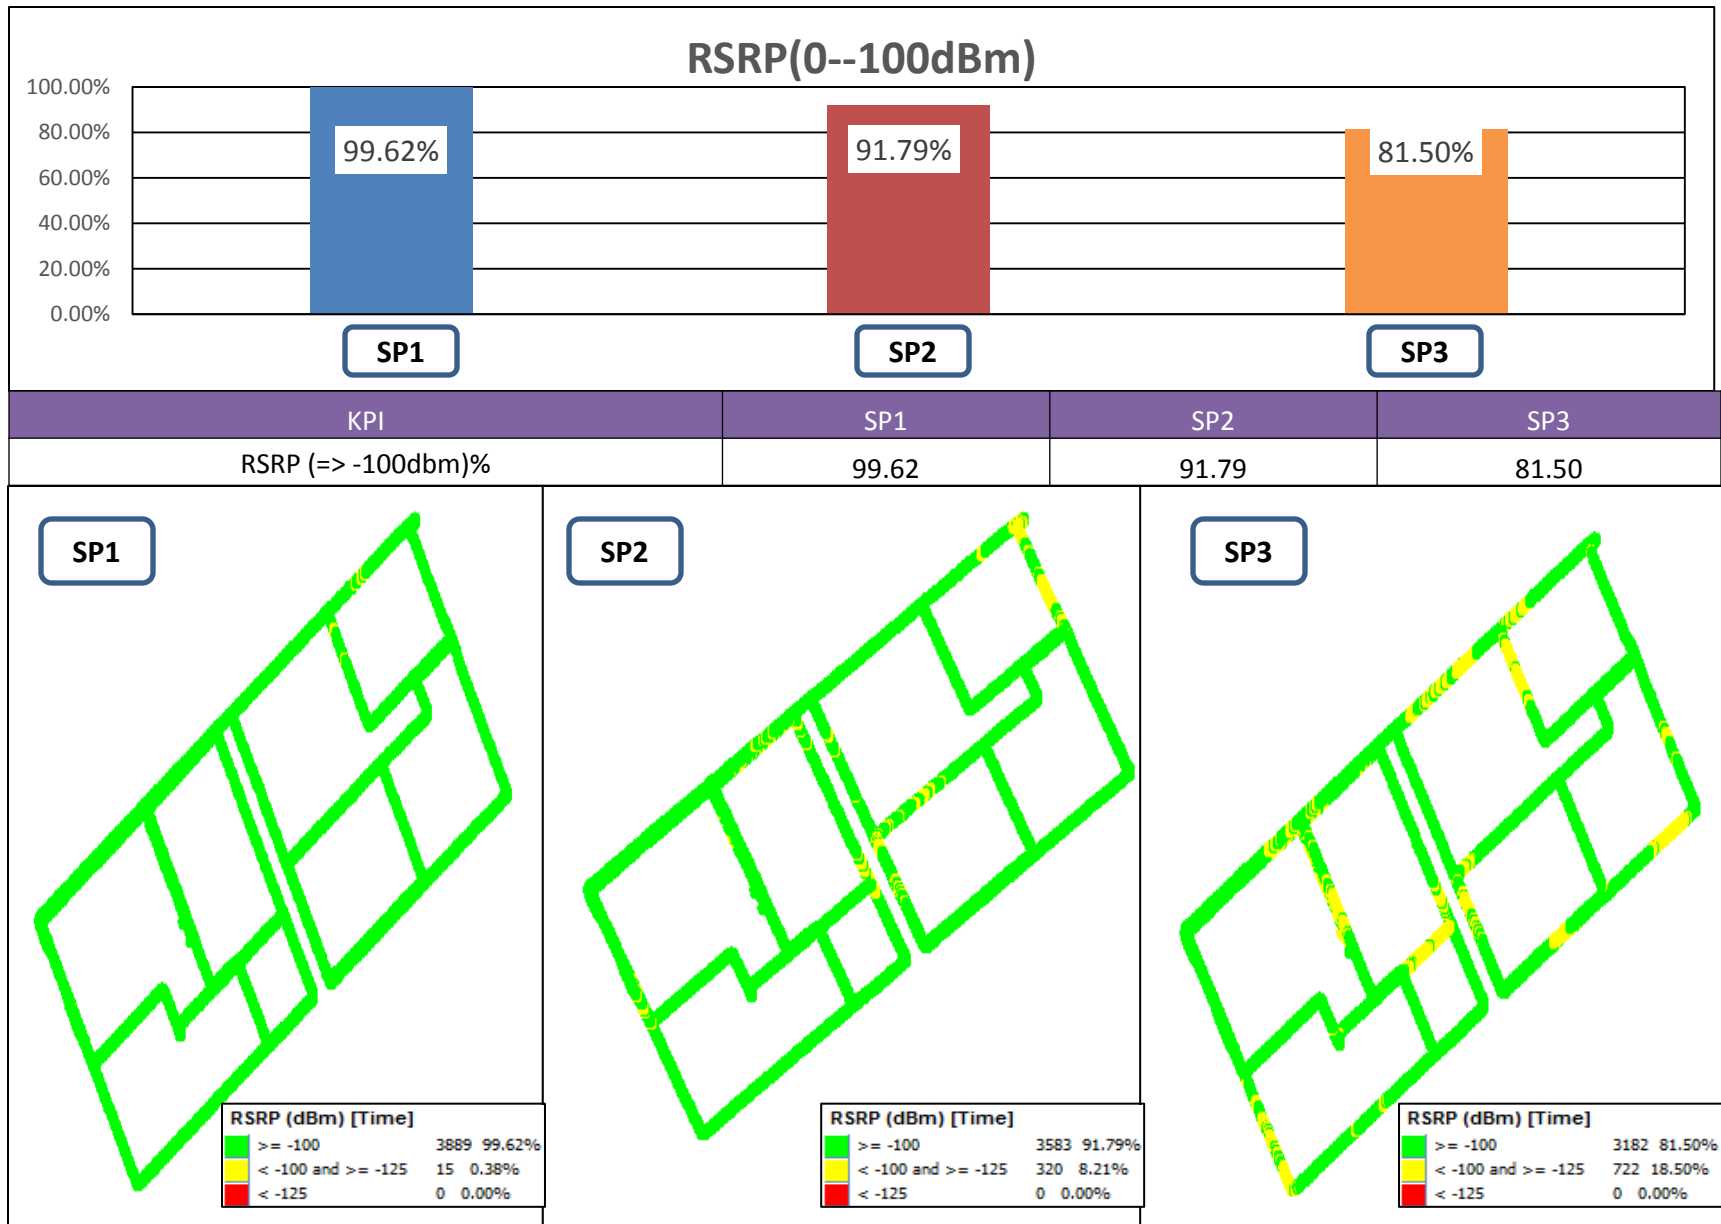 RSRP(0--100dBm)
100.00%
80.00%
60.00%
40.00%
20.00%
0.00%
99.62%
91.79%
81.50%
SP1
SP2
SP3
KPI SP1 SP2 SP3
RSRP (=> -100dbm)% 99.62 91.79 81.50
SP1
RSRP (dBm) [Time]
>= -100 3889 99.62%
< -100 and >= -125 15 0.38%
< -125 0 0.00%
SP2
RSRP (dBm) [Time]
>= -100 3583 91.79%
< -100 and >= -125 320 8.21%
< -125 0 0.00%
SP3
RSRP (dBm) [Time]
>= -100 3182 81.50%
< -100 and >= -125 722 18.50%
< -125 0 0.00%